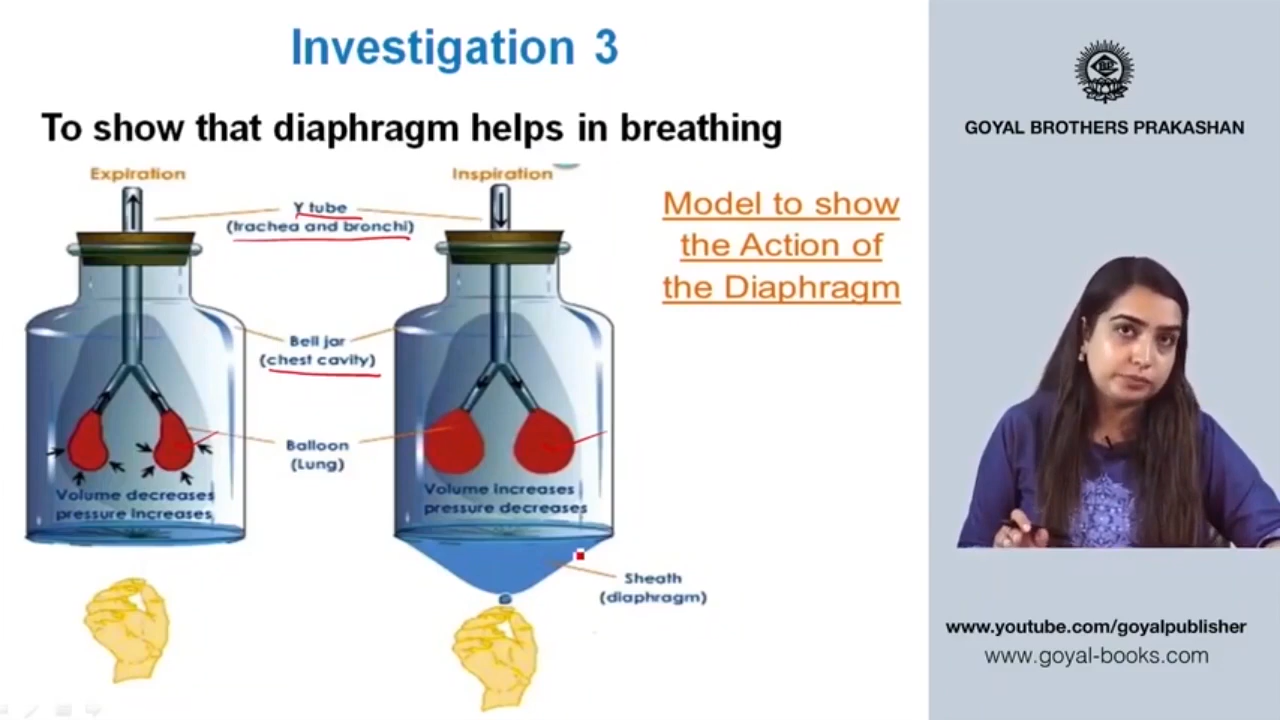 Investigation 3
To show that diaphragm helps in breathing
Expiration
Inspiration
Y tube
(trachea and bronchi)
Bell jar
(chest cavity)
Balloon
(Lung)
Volume decreases
pressure increases
Volume increases
pressure decreases
Sheath
(diaphragm)
Model to show
the Action of
the Diaphragm
GBP
GOYAL BROTHERS PRAKASHAN
www.youtube.com/goyalpublisher
www.goyal-books.com